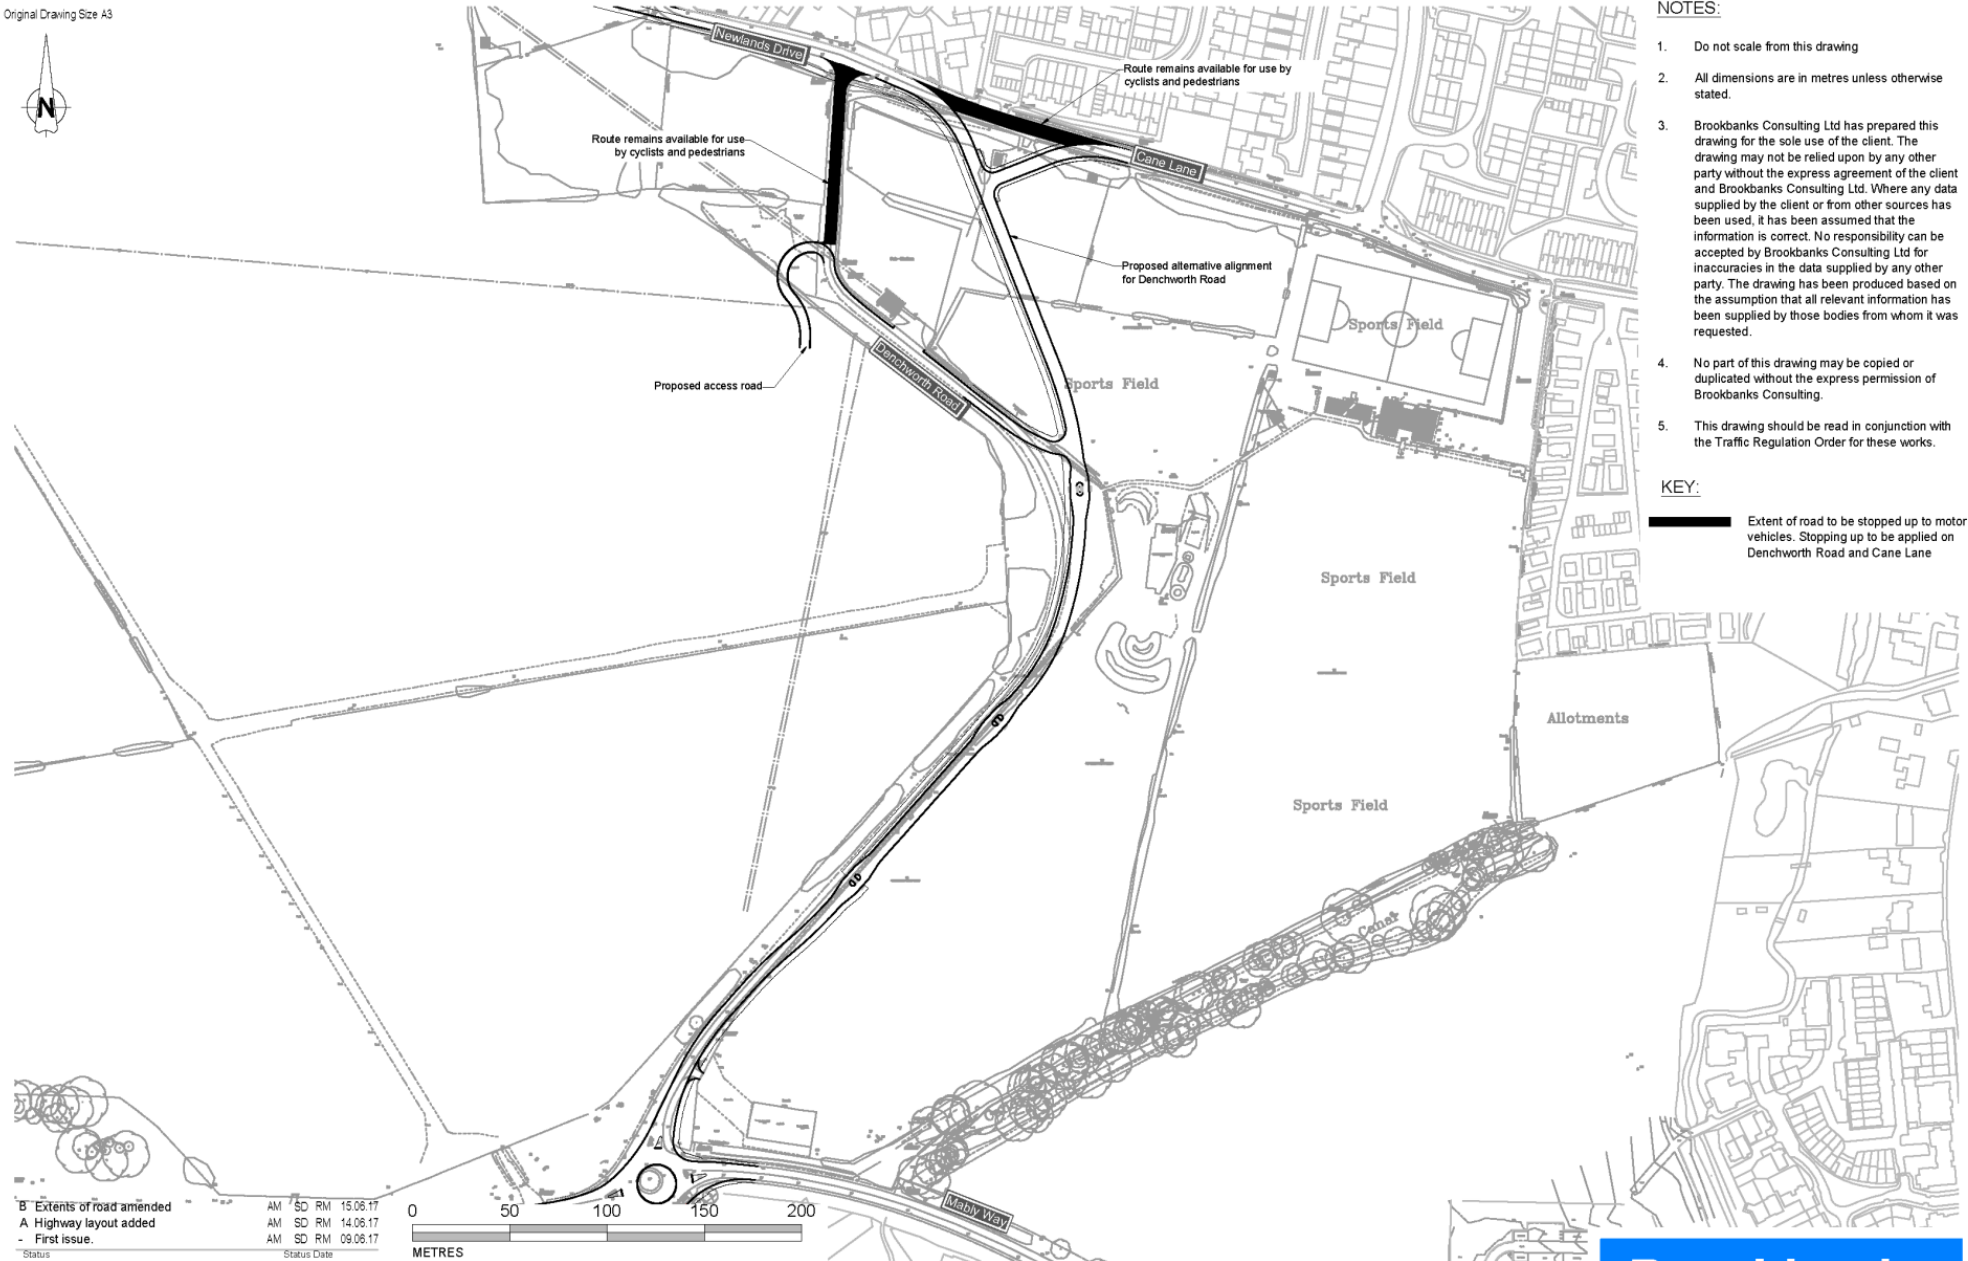 Original Drawing Size A3
N
Newlands Drive
Route remains available for use by
cyclists and pedestrians
Route remains available for use
by cyclists and pedestrians
Cane Lane
Proposed alternative alignment
for Denchworth Road
Sports Field
Proposed access road
Denchworth Road
Sports Field
Sports Field
Allotments
Sports Field
Canal
Mably Way
NOTES:
1. Do not scale from this drawing
2. All dimensions are in metres unless otherwise
stated.
3. Brookbanks Consulting Ltd has prepared this
drawing for the sole use of the client. The
drawing may not be relied upon by any other
party without the express agreement of the client
and Brookbanks Consulting Ltd. Where any data
supplied by the client or from other sources has
been used, it has been assumed that the
information is correct. No responsibility can be
accepted by Brookbanks Consulting Ltd for
inaccuracies in the data supplied by any other
party. The drawing has been produced based on
the assumption that all relevant information has
been supplied by those bodies from whom it was
requested.
4. No part of this drawing may be copied or
duplicated without the express permission of
Brookbanks Consulting.
5. This drawing should be read in conjunction with
the Traffic Regulation Order for these works.
KEY:
Extent of road to be stopped up to motor
vehicles. Stopping up to be applied on
Denchworth Road and Cane Lane
B Extents of road amended AM SD RM 15.06.17
A Highway layout added AM SD RM 14.06.17
- First issue. AM SD RM 09.06.17
Status Status Date
0 50 100 150 200
METRES